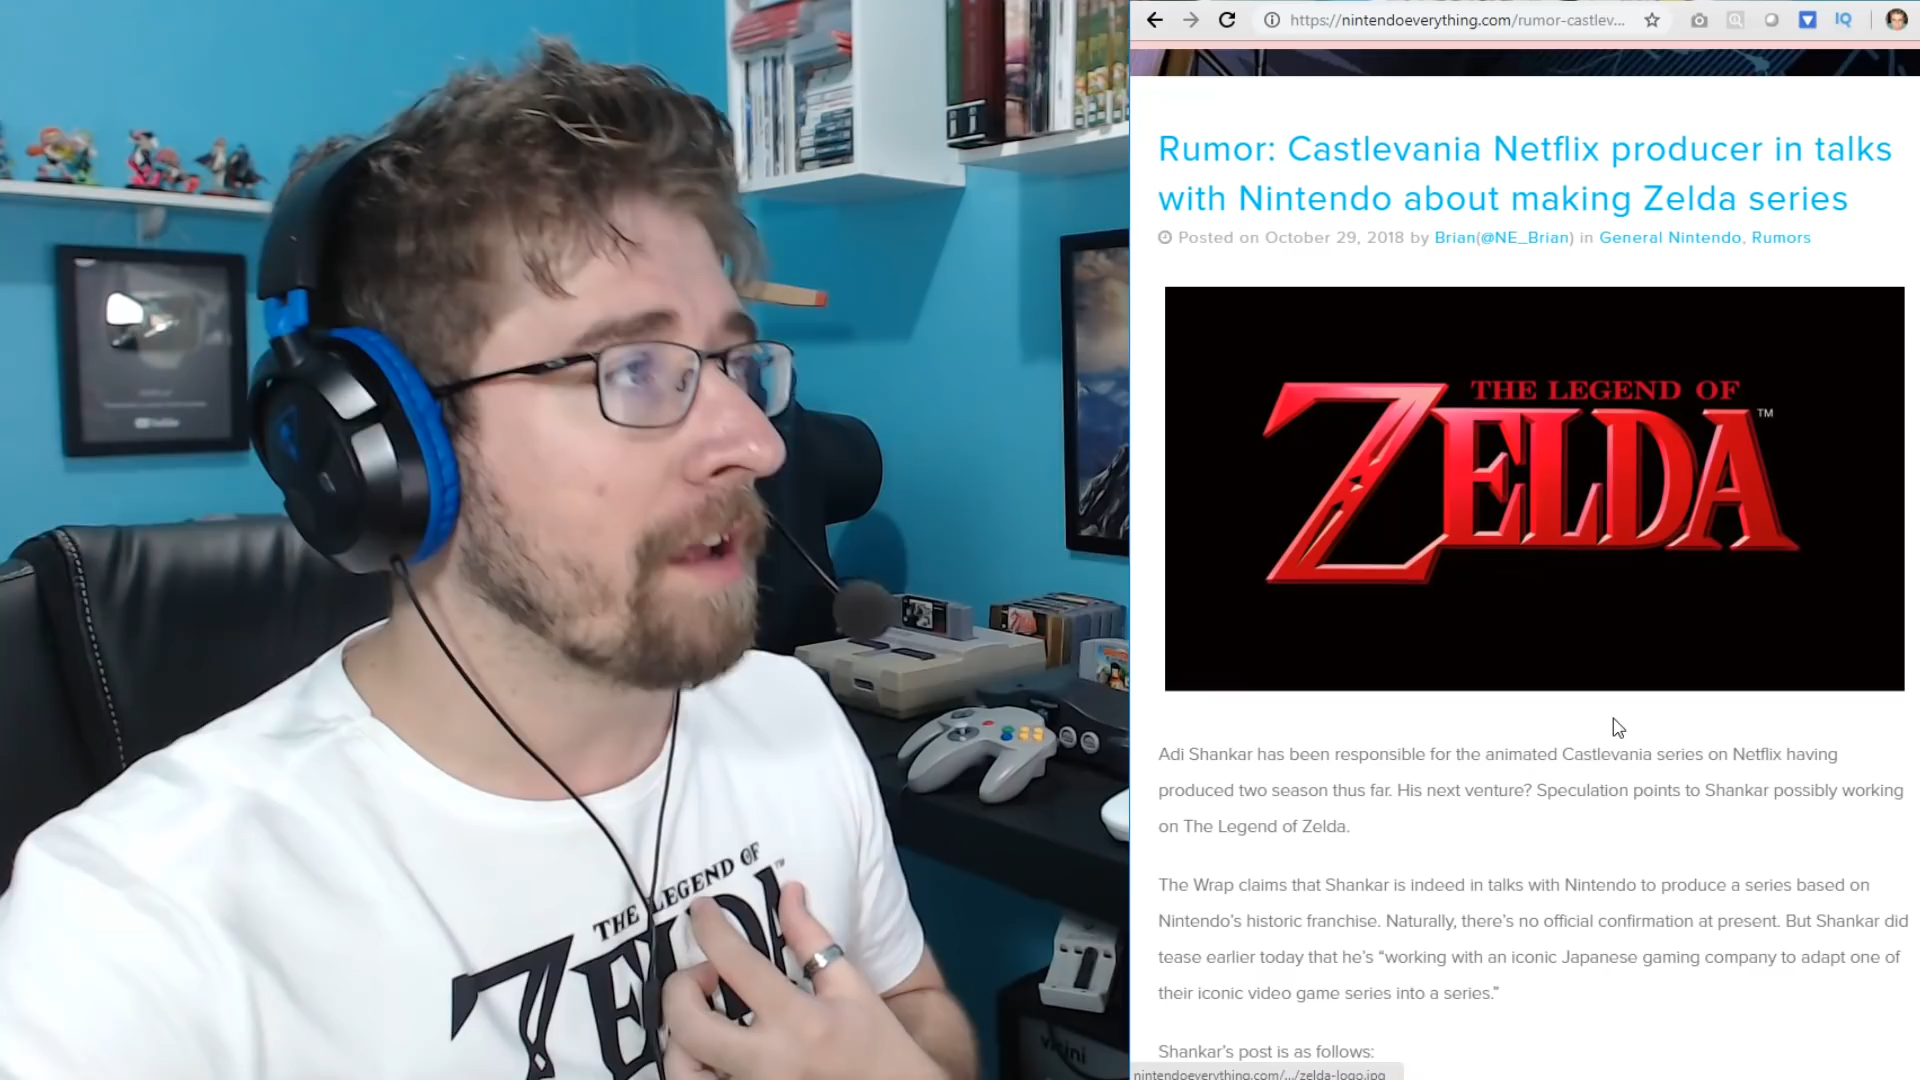 https://nintendoeverything.com/rumor-castlev...
IQ
Rumor: Castlevania Netflix producer in talks
with Nintendo about making Zelda series
Posted on October 29, 2018 by Brian(@NE_Brian) in General Nintendo, Rumors
THE LEGEND OF
ZELDA™
Adi Shankar has been responsible for the animated Castlevania series on Netflix having
produced two season thus far. His next venture? Speculation points to Shankar possibly working
on The Legend of Zelda.
The Wrap claims that Shankar is indeed in talks with Nintendo to produce a series based on
Nintendo's historic franchise. Naturally, there's no official confirmation at present. But Shankar did
tease earlier today that he's “working with an iconic Japanese gaming company to adapt one of
their iconic video game series into a series.”
Shankar's post is as follows:
nintendoeverything.com/.../zelda-logo.jpg
THE LEGEND OF
ZELDA™